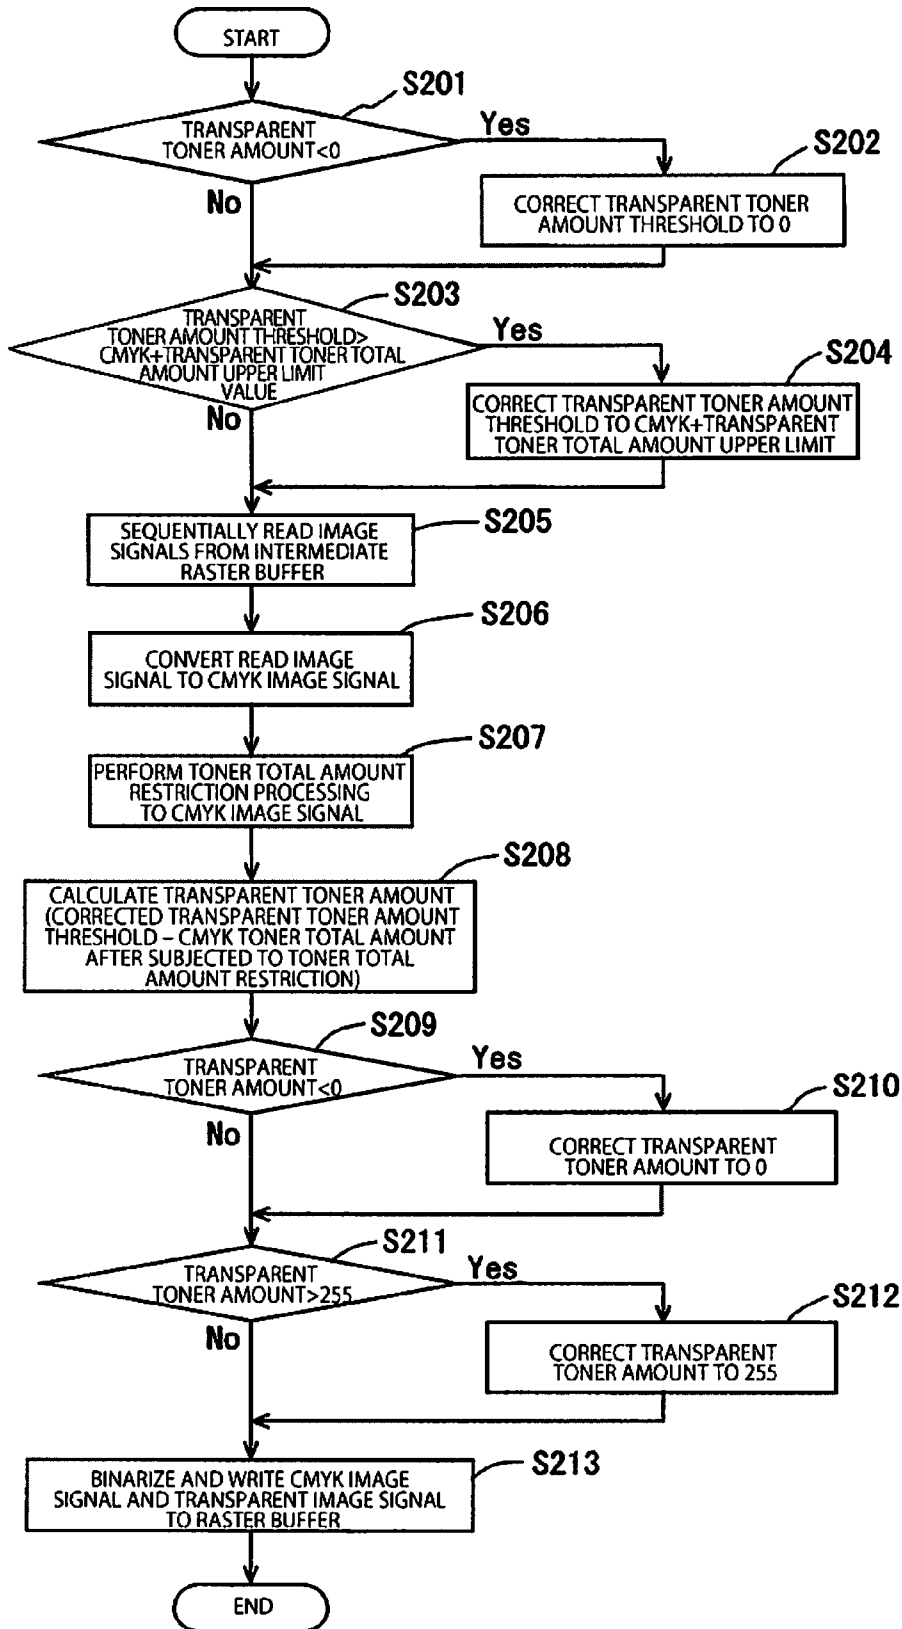 START
S201
TRANSPARENT
TONER AMOUNT<0
Yes
No
S202
CORRECT TRANSPARENT TONER
AMOUNT THRESHOLD TO 0
S203
TRANSPARENT
TONER AMOUNT THRESHOLD>
CMYK+TRANSPARENT TONER TOTAL
AMOUNT UPPER LIMIT
VALUE
Yes
No
S204
CORRECT TRANSPARENT TONER AMOUNT
THRESHOLD TO CMYK+TRANSPARENT
TONER TOTAL AMOUNT UPPER LIMIT
S205
SEQUENTIALLY READ IMAGE
SIGNALS FROM INTERMEDIATE
RASTER BUFFER
S206
CONVERT READ IMAGE
SIGNAL TO CMYK IMAGE SIGNAL
S207
PERFORM TONER TOTAL AMOUNT
RESTRICTION PROCESSING
TO CMYK IMAGE SIGNAL
S208
CALCULATE TRANSPARENT TONER AMOUNT
(CORRECTED TRANSPARENT TONER AMOUNT
THRESHOLD – CMYK TONER TOTAL AMOUNT
AFTER SUBJECTED TO TONER TOTAL
AMOUNT RESTRICTION)
S209
TRANSPARENT
TONER AMOUNT<0
Yes
No
S210
CORRECT TRANSPARENT
TONER AMOUNT TO 0
S211
TRANSPARENT
TONER AMOUNT>255
Yes
No
S212
CORRECT TRANSPARENT
TONER AMOUNT TO 255
S213
BINARIZE AND WRITE CMYK IMAGE
SIGNAL AND TRANSPARENT IMAGE SIGNAL
TO RASTER BUFFER
END